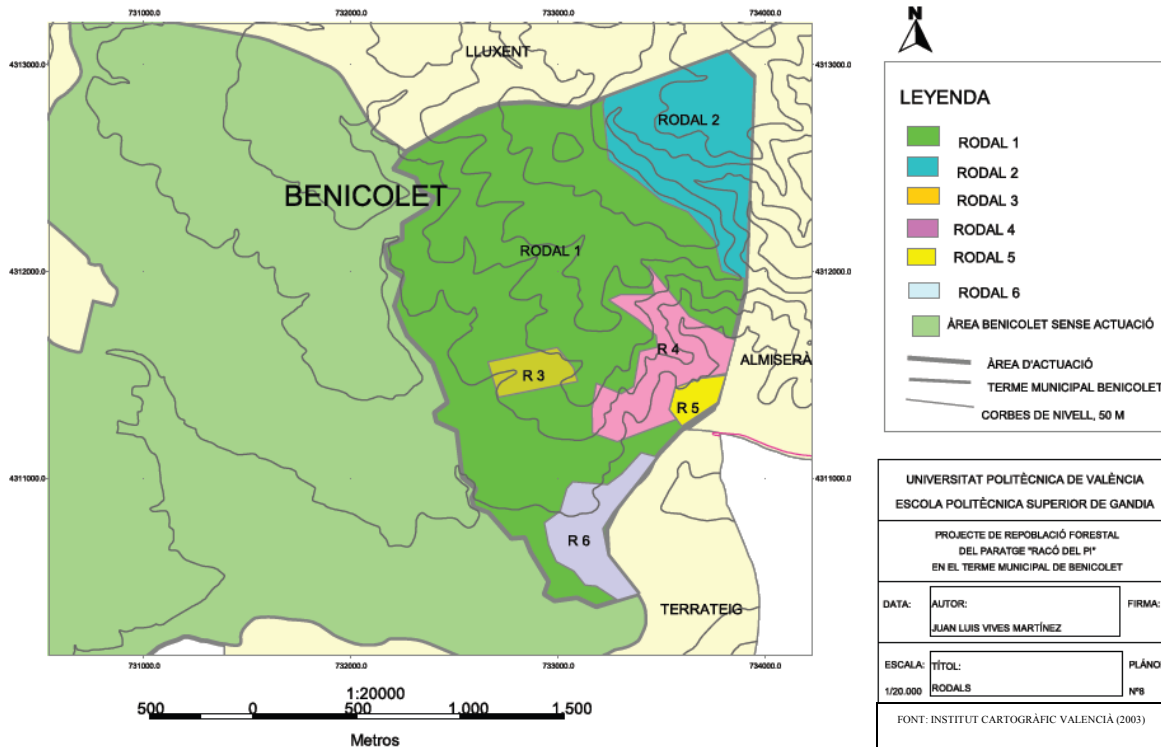 731000.0
732000.0
733000.0
734000.0
4313000.0
4313000.0
4312000.0
4312000.0
4311000.0
4311000.0
731000.0
732000.0
733000.0
734000.0
LLUXENT
RODAL 2
BENICOLET
RODAL 1
R 4
ALMISERÀ
R 3
R 5
R 6
TERRATEIG
1:20000
500 0 500 1.000 1.500
Metros
N
LEYENDA
RODAL 1
RODAL 2
RODAL 3
RODAL 4
RODAL 5
RODAL 6
ÀREA BENICOLET SENSE ACTUACIÓ
ÀREA D'ACTUACIÓ
TERME MUNICIPAL BENICOLET
CORBES DE NIVELL, 50 M
UNIVERSITAT POLITÈCNICA DE VALÈNCIA
ESCOLA POLITÈCNICA SUPERIOR DE GANDIA
PROJECTE DE REPOBLACIÓ FORESTAL
DEL PARATGE "RACÓ DEL PI"
EN EL TERME MUNICIPAL DE BENICOLET
DATA:
AUTOR:
JUAN LUIS VIVES MARTÍNEZ
FIRMA:
ESCALA:
1/20.000
TÍTOL:
RODALS
PLÀNOL
Nº8
FONT: INSTITUT CARTOGRÀFIC VALENCIÀ (2003)